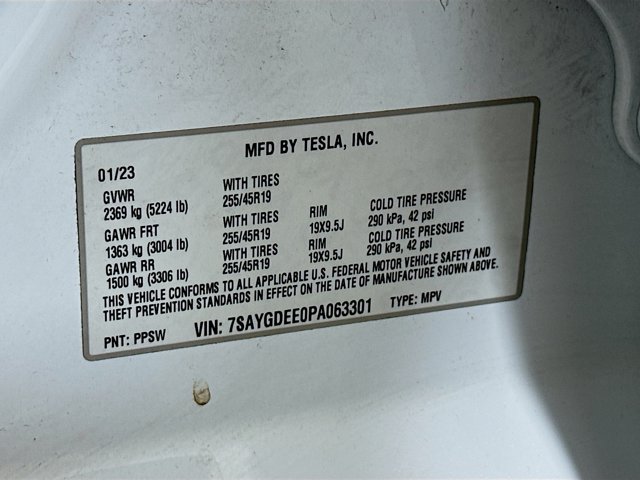 MFD BY TESLA, INC.
01/23
GVWR WITH TIRES
2369 kg (5224 lb) 255/45R19
GAWR FRT WITH TIRES RIM COLD TIRE PRESSURE
1363 kg (3004 lb) 255/45R19 19X9.5J 290 kPa, 42 psi
GAWR RR WITH TIRES RIM COLD TIRE PRESSURE
1500 kg (3306 lb) 255/45R19 19X9.5J 290 kPa, 42 psi
THIS VEHICLE CONFORMS TO ALL APPLICABLE U.S. FEDERAL MOTOR VEHICLE SAFETY AND
THEFT PREVENTION STANDARDS IN EFFECT ON THE DATE OF MANUFACTURE SHOWN ABOVE.
PNT: PPSW VIN: 7SAYGDEE0PA063301 TYPE: MPV